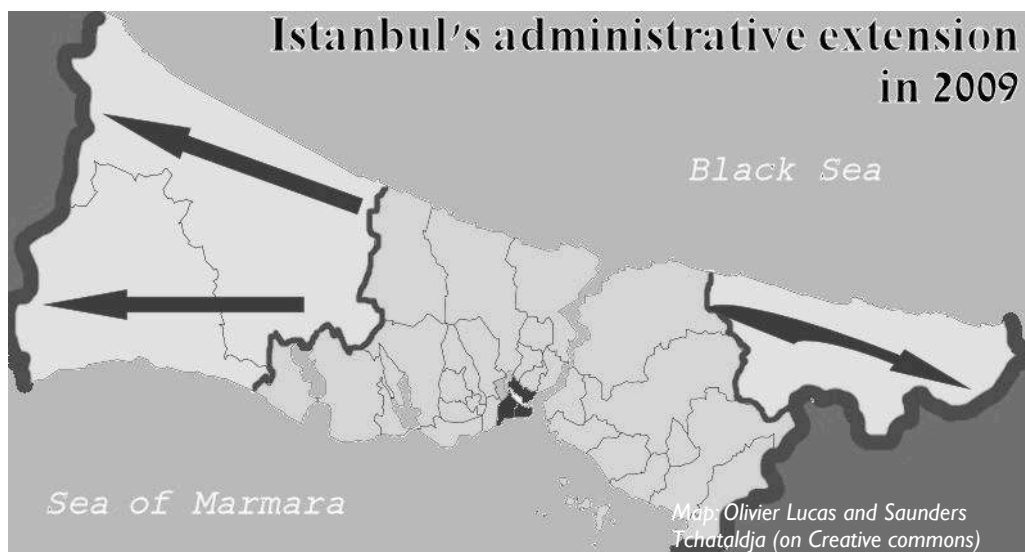 Istanbul's administrative extension
in 2009
Black Sea
Sea of Marmara
Map: Olivier Lucas and Saunders
Tchataldja (on Creative commons)